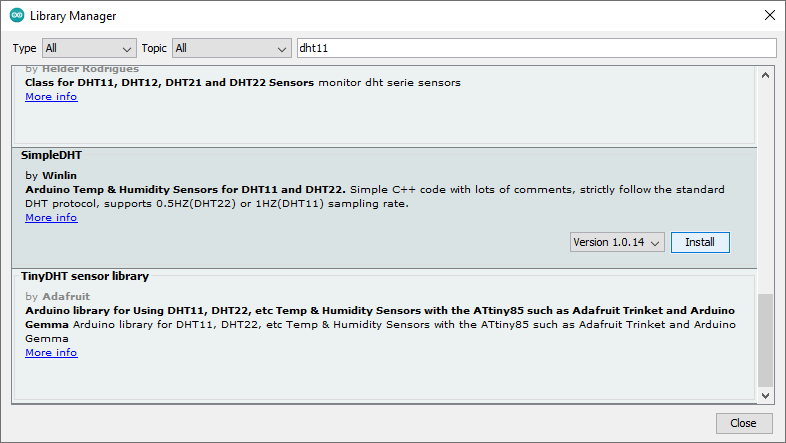 Library Manager
Type All Topic All dht11
by Helder Rodrigues
Class for DHT11, DHT12, DHT21 and DHT22 Sensors monitor dht serie sensors
More info
SimpleDHT
by Winlin
Arduino Temp & Humidity Sensors for DHT11 and DHT22. Simple C++ code with lots of comments, strictly follow the standard
DHT protocol, supports 0.5HZ(DHT22) or 1HZ(DHT11) sampling rate.
More info
Version 1.0.14 Install
TinyDHT sensor library
by Adafruit
Arduino library for Using DHT11, DHT22, etc Temp & Humidity Sensors with the ATtiny85 such as Adafruit Trinket and Arduino
Gemma Arduino library for DHT11, DHT22, etc Temp & Humidity Sensors with the ATtiny85 such as Adafruit Trinket and Arduino
Gemma
More info
Close